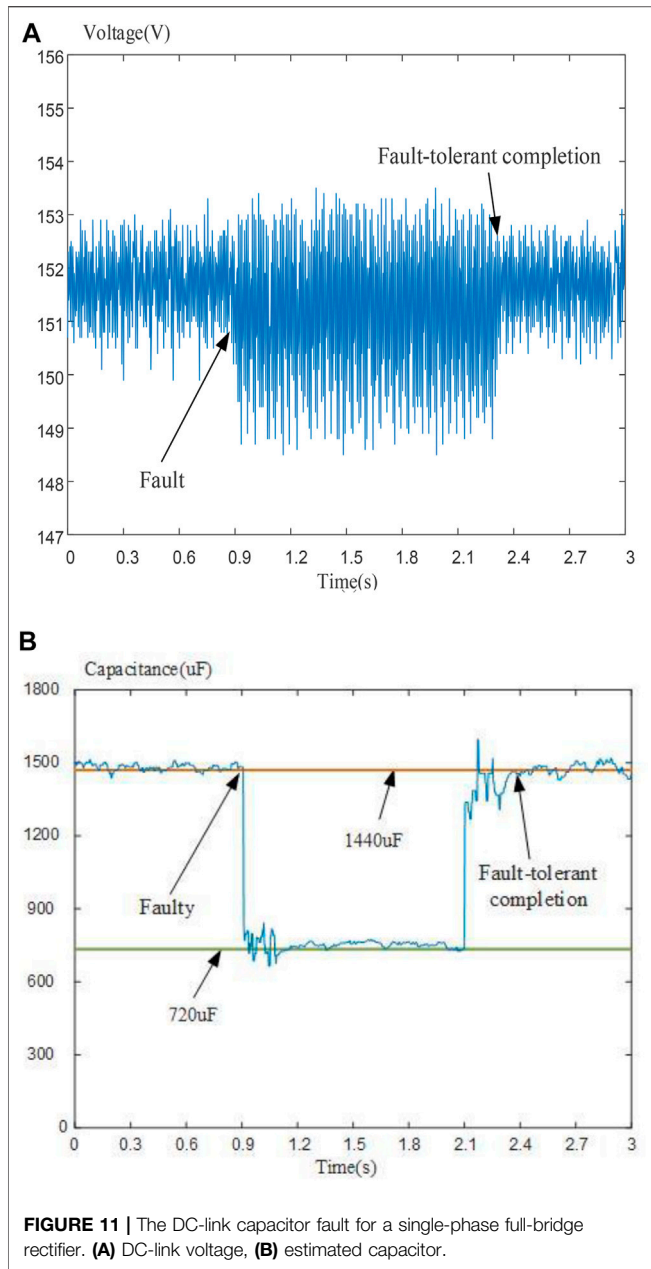 A
Voltage(V)
156
155
154
153
152
151
150
149
148
147
Fault-tolerant completion
Fault
0 0.3 0.6 0.9 1.2 1.5 1.8 2.1 2.4 2.7 3
Time(s)
B
Capacitance(uF)
1800
1500
1200
900
600
300
0
1440uF
Faulty
Fault-tolerant
completion
720uF
0 0.3 0.6 0.9 1.2 1.5 1.8 2.1 2.4 2.7 3
Time(s)
FIGURE 11 | The DC-link capacitor fault for a single-phase full-bridge
rectifier. (A) DC-link voltage, (B) estimated capacitor.